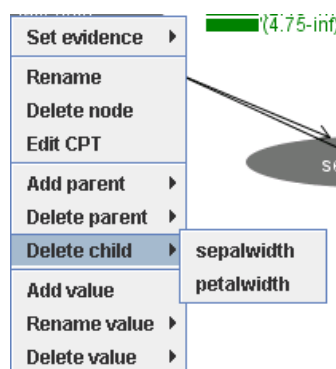 '(4.75-inf)
Set evidence
Rename
Delete node
Edit CPT
se
Add parent
Delete parent
Delete child
sepalwidth
petalwidth
Add value
Rename value
Delete value